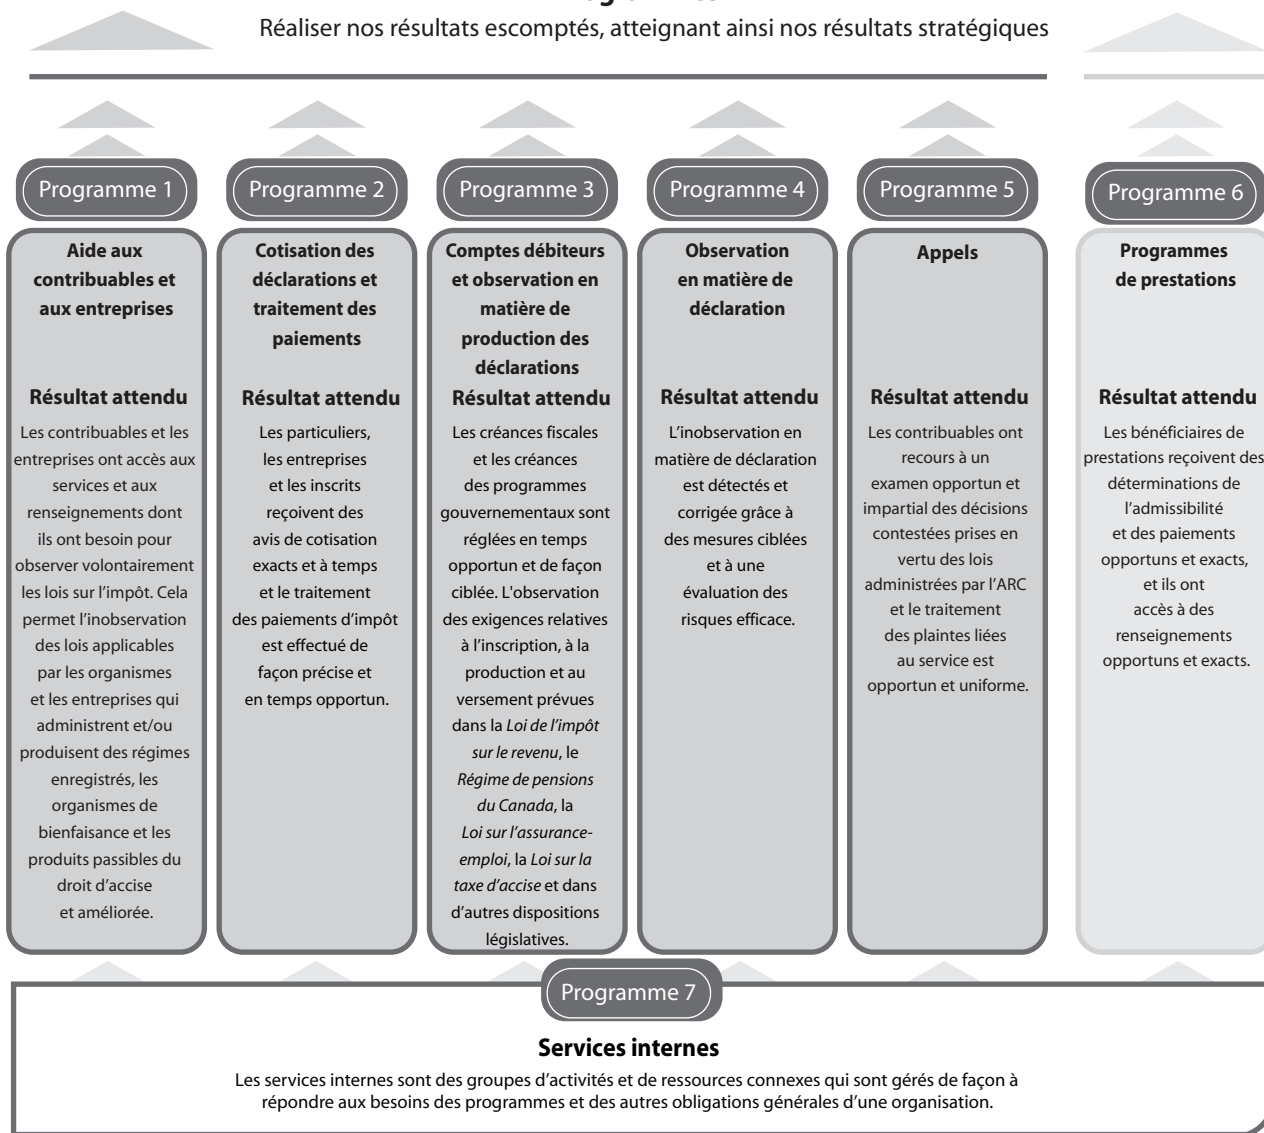 Réaliser nos résultats escomptés, atteignant ainsi nos résultats stratégiques
Programme 1
Aide aux
contribuables et
aux entreprises
Résultat attendu
Les contribuables et les
entreprises ont accès aux
services et aux
renseignements dont
ils ont besoin pour
observer volontairement
les lois sur l'impôt. Cela
permet l'inobservation
des lois applicables
par les organismes
et les entreprises qui
administrent et/ou
produisent des régimes
enregistrés, les
organismes de
bienfaisance et les
produits passibles du
droit d'accise
et améliorée.
Programme 2
Cotisation des
déclarations et
traitement des
paiements
Résultat attendu
Les particuliers,
les entreprises
et les inscrits
reçoivent des
avis de cotisation
exacts et à temps
et le traitement
des paiements d'impôt
est effectué de
façon précise et
en temps opportun.
Programme 3
Comptes débiteurs
et observation en
matière de
production des
déclarations
Résultat attendu
Les créances fiscales
et les créances
des programmes
gouvernementaux sont
réglées en temps
opportun et de façon
ciblée. L'observation
des exigences relatives
à l'inscription, à la
production et au
versement prévues
dans la Loi de l'impôt
sur le revenu, le
Régime de pensions
du Canada, la
Loi sur l'assurance-
emploi, la Loi sur la
taxe d'accise et dans
d'autres dispositions
législatives.
Programme 4
Observation
en matière de
déclaration
Résultat attendu
L'inobservation en
matière de déclaration
est détectés et
corrigée grâce à
des mesures ciblées
et à une
évaluation des
risques efficace.
Programme 5
Appels
Résultat attendu
Les contribuables ont
recours à un
examen opportun et
impartial des décisions
contestées prises en
vertu des lois
administrées par l'ARC
et le traitement
des plaintes liées
au service est
opportun et uniforme.
Programme 6
Programmes
de prestations
Résultat attendu
Les bénéficiaires de
prestations reçoivent des
déterminations de
l'admissibilité
et des paiements
opportuns et exacts,
et ils ont
accès à des
renseignements
opportuns et exacts.
Programme 7
Services internes
Les services internes sont des groupes d'activités et de ressources connexes qui sont gérés de façon à
répondre aux besoins des programmes et des autres obligations générales d'une organisation.